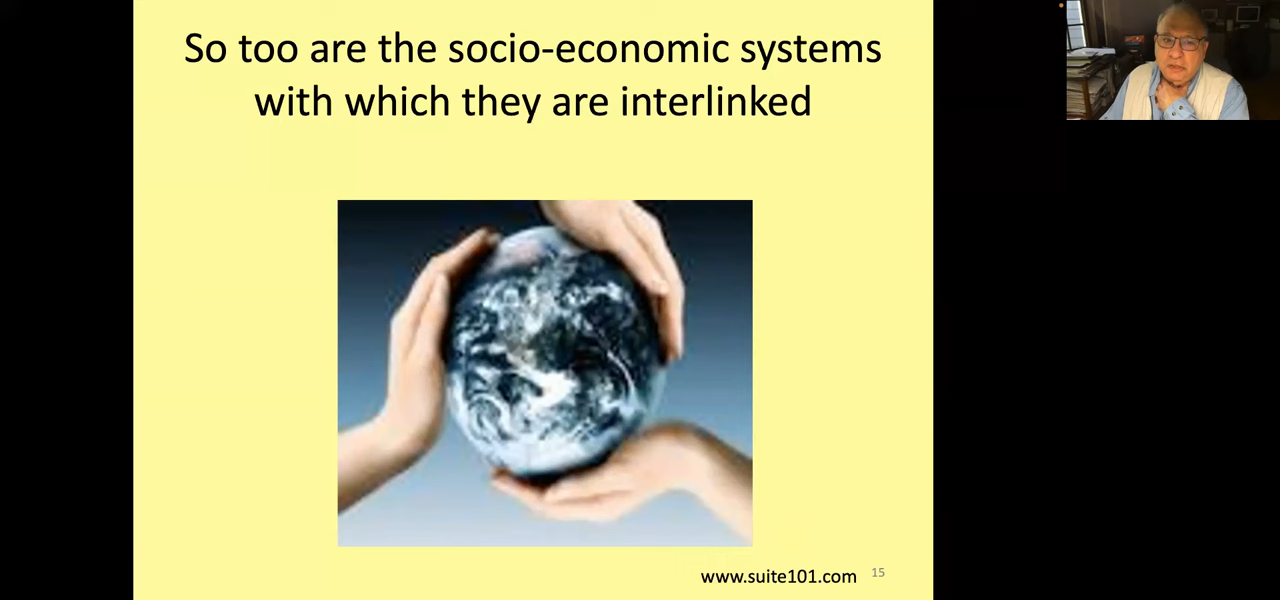 So too are the socio-economic systems
with which they are interlinked
www.suite101.com
15